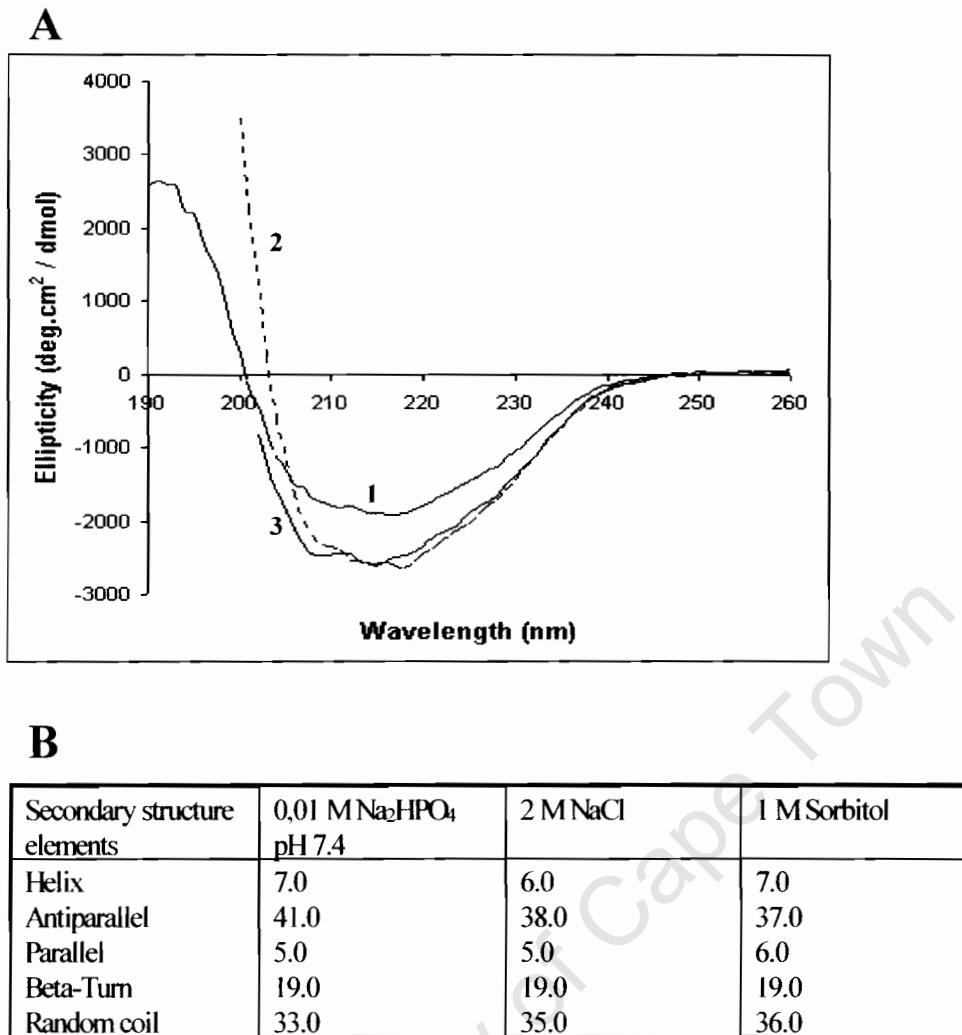 A
4000
3000
2000
1000
0
-1000
-2000
-3000
190 200 210 220 230 240 250 260
Ellipticity (deg.cm² / dmol)
2
1
3
Wavelength (nm)
B
Secondary structure elements 0,01 M Na₂HPO₄ pH 7.4 2 M NaCl 1 M Sorbitol
Helix 7.0 6.0 7.0
Antiparallel 41.0 38.0 37.0
Parallel 5.0 5.0 6.0
Beta-Turn 19.0 19.0 19.0
Random coil 33.0 35.0 36.0
of Cape Town